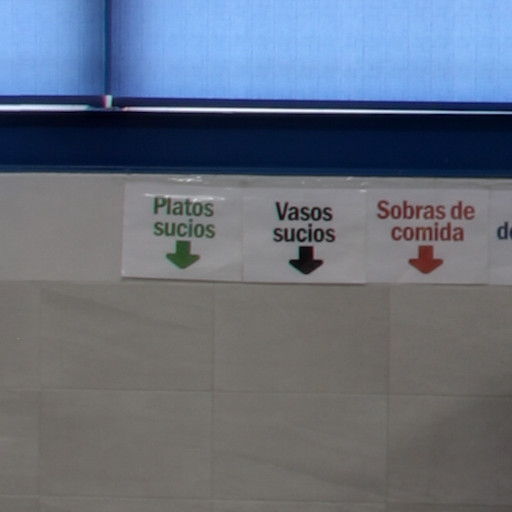 Platos
sucios
Vasos
sucios
Sobras de
comida